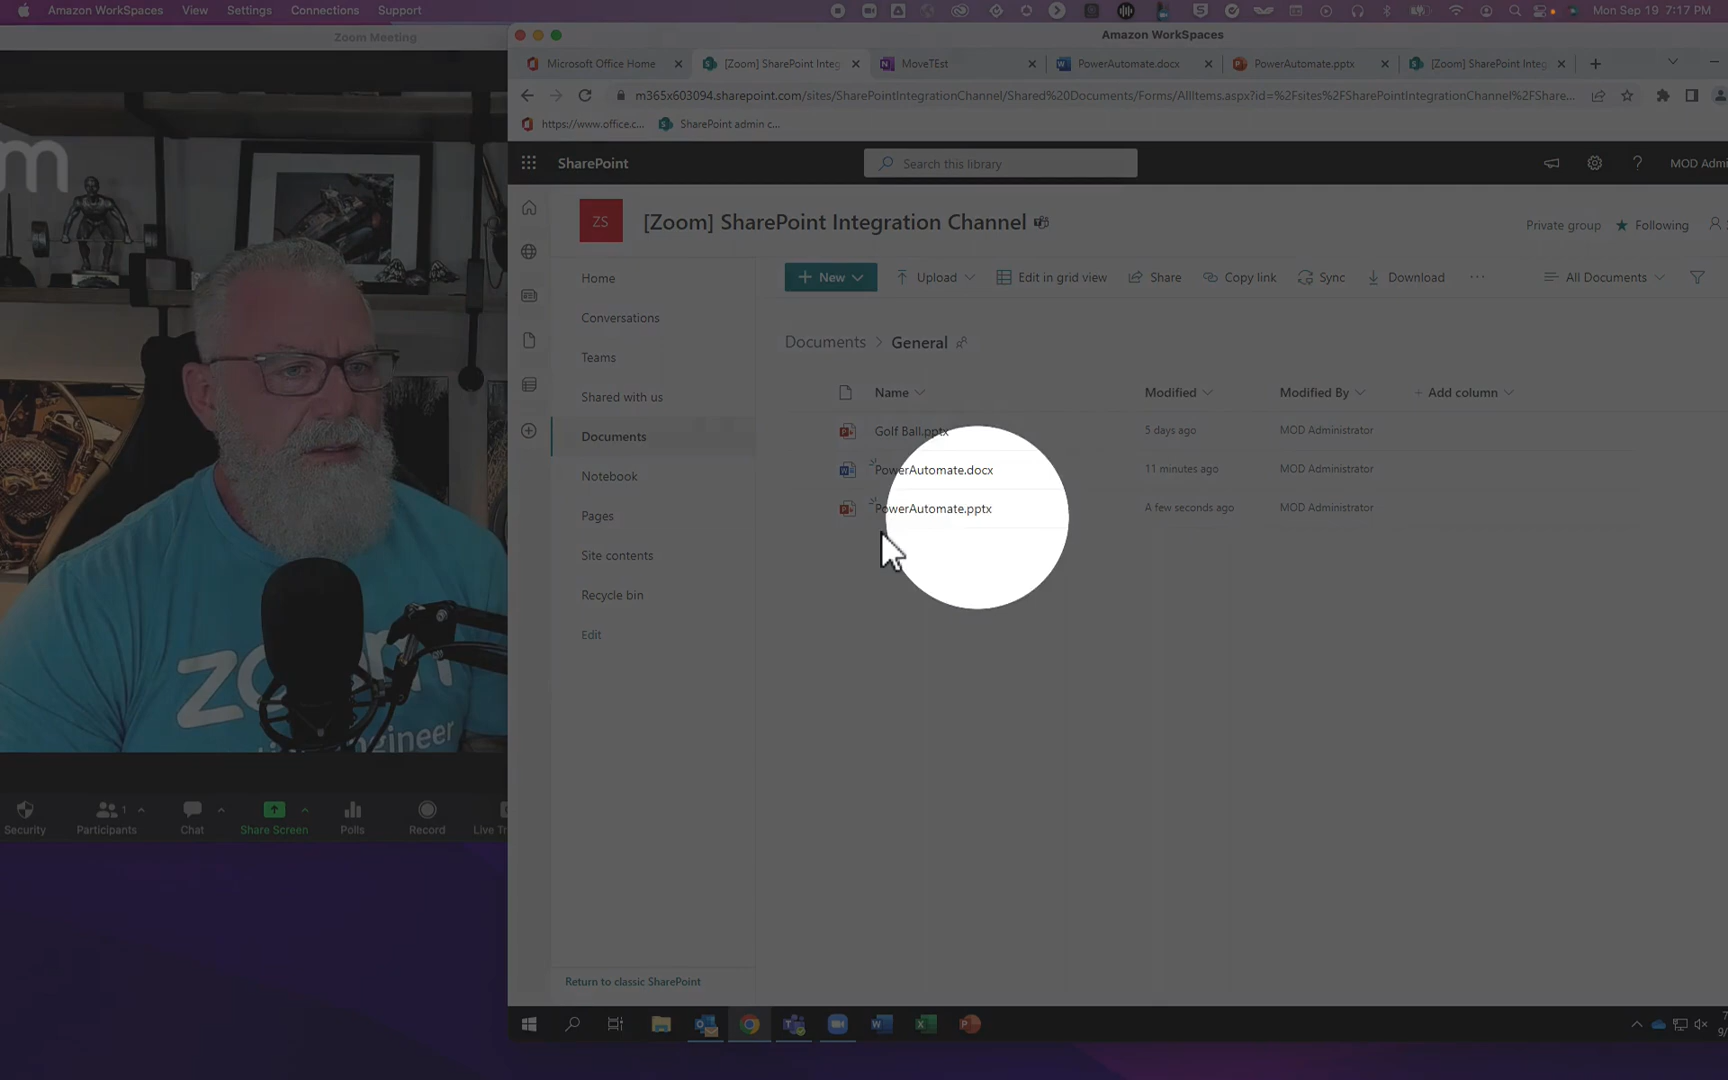 Amazon WorkSpaces View Settings Connections Support
Mon Sep 19 7:17 PM
Zoom Meeting
Amazon WorkSpaces
Microsoft Office Home
[Zoom] SharePoint Integ
MoveTEst
PowerAutomate.docx
PowerAutomate.pptx
[Zoom] SharePoint Integ
m365x603094.sharepoint.com/sites/SharePointIntegrationChannel/Shared%20Documents/Forms/AllItems.aspx?id=%2Fsites%2FSharePointIntegrationChannel%2FShare...
https://www.office.c...
SharePoint admin c...
SharePoint
Search this library
MOD Admi
ZS
[Zoom] SharePoint Integration Channel
Private group
Following
Home
Conversations
Teams
Shared with us
Documents
Notebook
Pages
Site contents
Recycle bin
Edit
Return to classic SharePoint
+ New
Upload
Edit in grid view
Share
Copy link
Sync
Download
...
All Documents
Documents > General
Name Modified Modified By + Add column
Golf Ball.pptx 5 days ago MOD Administrator
PowerAutomate.docx 11 minutes ago MOD Administrator
PowerAutomate.pptx A few seconds ago MOD Administrator
m
zoom
engineer
1
Security Participants Chat Share Screen Polls Record Live Tr